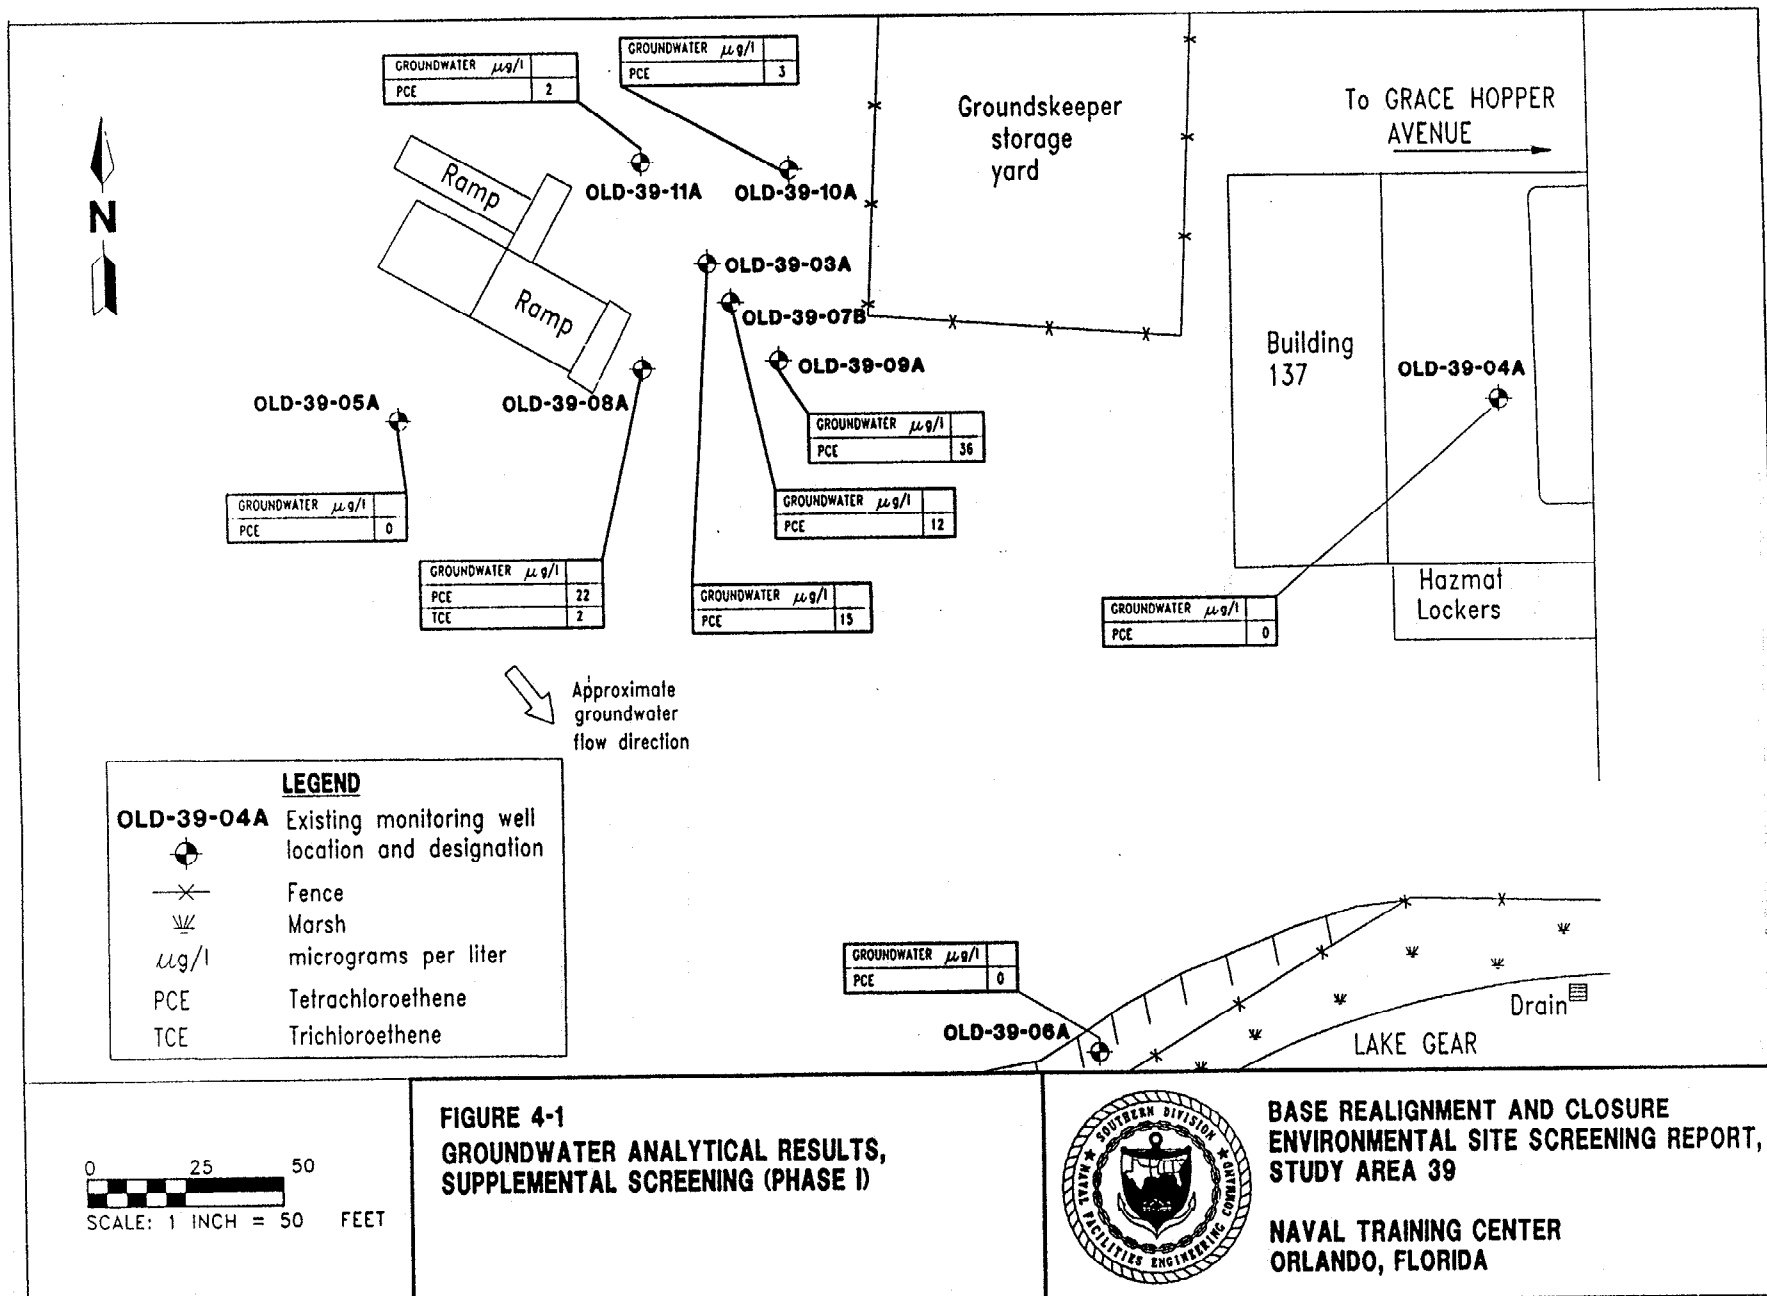 GROUNDWATER µg/l
PCE 2
GROUNDWATER µg/l
PCE 3
Groundskeeper
storage
yard
To GRACE HOPPER
AVENUE
N
Ramp
OLD-39-11A
OLD-39-10A
OLD-39-03A
Ramp
OLD-39-07B
OLD-39-09A
Building
137
OLD-39-04A
OLD-39-05A
OLD-39-08A
GROUNDWATER µg/l
PCE 36
GROUNDWATER µg/l
PCE 0
GROUNDWATER µg/l
PCE 12
GROUNDWATER µg/l
PCE 22
TCE 2
GROUNDWATER µg/l
PCE 15
GROUNDWATER µg/l
PCE 0
Hazmat
Lockers
Approximate
groundwater
flow direction
LEGEND
OLD-39-04A Existing monitoring well
location and designation
Fence
Marsh
µg/l micrograms per liter
PCE Tetrachloroethene
TCE Trichloroethene
GROUNDWATER µg/l
PCE 0
OLD-39-06A
Drain
LAKE GEAR
0 25 50
SCALE: 1 INCH = 50 FEET
FIGURE 4-1
GROUNDWATER ANALYTICAL RESULTS,
SUPPLEMENTAL SCREENING (PHASE I)
SOUTHERN DIVISION
NAVAL FACILITIES ENGINEERING COMMAND
BASE REALIGNMENT AND CLOSURE
ENVIRONMENTAL SITE SCREENING REPORT,
STUDY AREA 39
NAVAL TRAINING CENTER
ORLANDO, FLORIDA